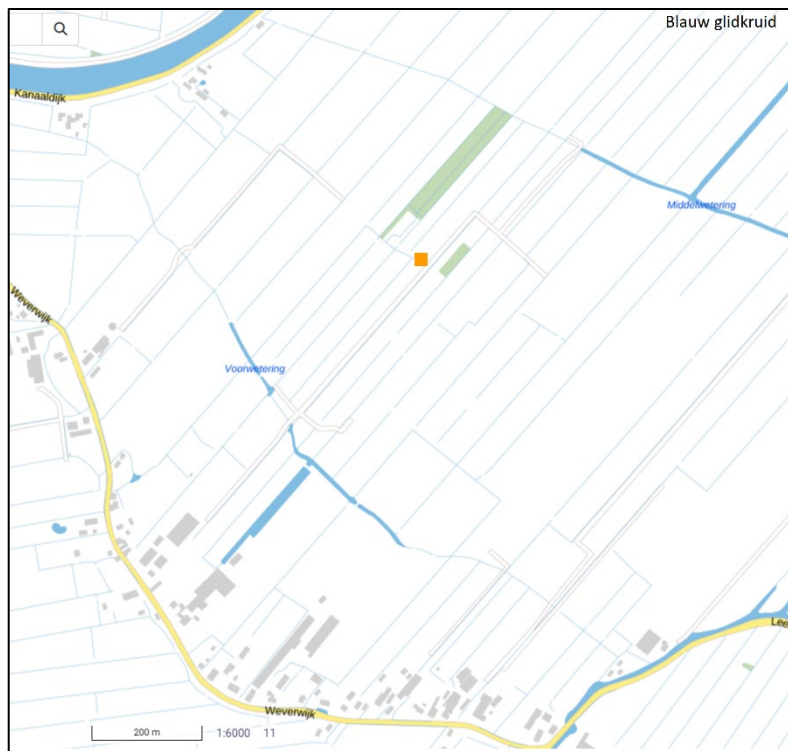 Blauw glidkruid
Kanaaldijk
Middelwetering
Weverwijk
Voorwetering
Lee
Weverwijk
200 m
1:6000 11